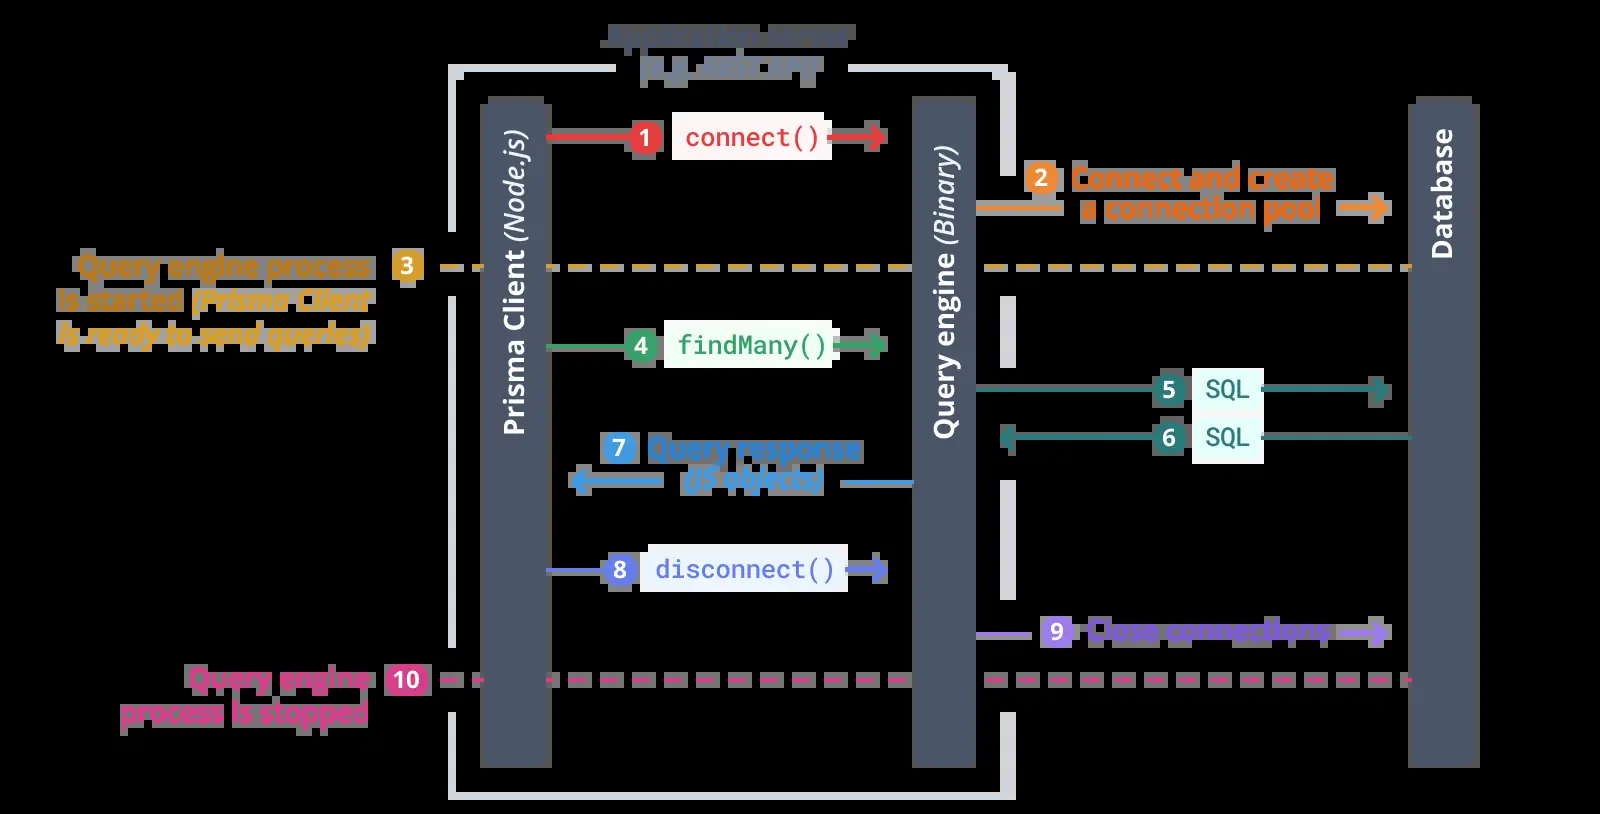 Application server
(e.g. REST API)
Prisma Client (Node.js)
Query engine (Binary)
Database
1 connect()
2 Connect and create
a connection pool
3 Query engine process
is started (Prisma Client
is ready to send queries)
4 findMany()
5 SQL
6 SQL
7 Query response
(JS objects)
8 disconnect()
9 Close connections
10 Query engine
process is stopped